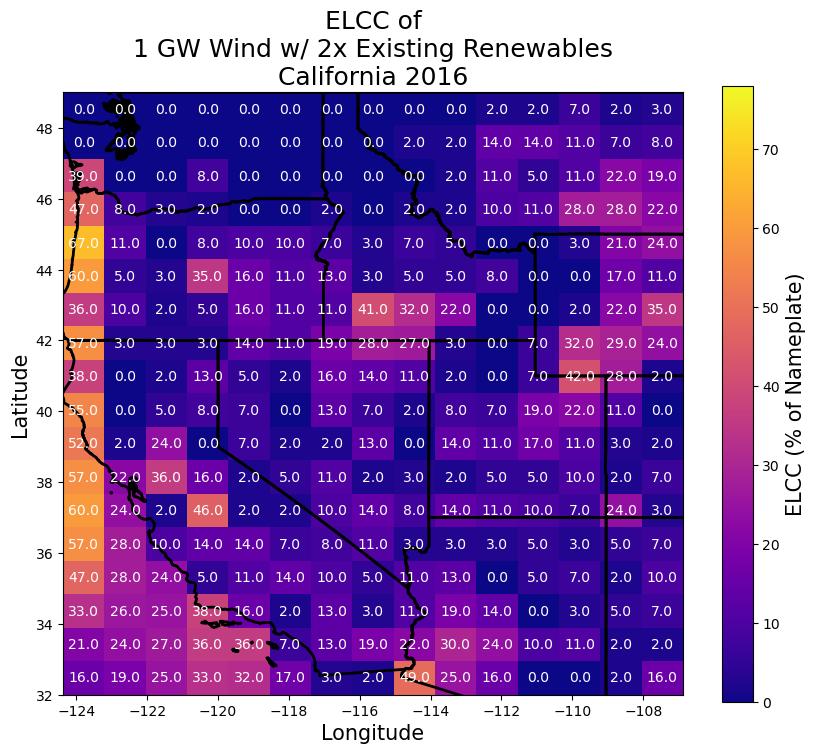 ELCC of
1 GW Wind w/ 2x Existing Renewables
California 2016
0.0 0.0 0.0 0.0 0.0 0.0 0.0 0.0 0.0 0.0 2.0 2.0 7.0 2.0 3.0
48
0.0 0.0 0.0 0.0 0.0 0.0 0.0 0.0 2.0 2.0 14.0 14.0 11.0 7.0 8.0
39.0 0.0 0.0 8.0 0.0 0.0 0.0 0.0 0.0 2.0 11.0 5.0 11.0 22.0 19.0
46
47.0 8.0 3.0 2.0 0.0 0.0 2.0 0.0 2.0 2.0 10.0 11.0 28.0 28.0 22.0
67.0 11.0 0.0 8.0 10.0 10.0 7.0 3.0 7.0 5.0 0.0 0.0 3.0 21.0 24.0
44
60.0 5.0 3.0 35.0 16.0 11.0 13.0 3.0 5.0 5.0 8.0 0.0 0.0 17.0 11.0
36.0 10.0 2.0 5.0 16.0 11.0 11.0 41.0 32.0 22.0 0.0 0.0 2.0 22.0 35.0
42
57.0 3.0 3.0 3.0 14.0 11.0 19.0 28.0 27.0 3.0 0.0 7.0 32.0 29.0 24.0
38.0 0.0 2.0 13.0 5.0 2.0 16.0 14.0 11.0 2.0 0.0 7.0 42.0 28.0 2.0
40
55.0 0.0 5.0 8.0 7.0 0.0 13.0 7.0 2.0 8.0 7.0 19.0 22.0 11.0 0.0
52.0 2.0 24.0 0.0 7.0 2.0 2.0 13.0 0.0 14.0 11.0 17.0 11.0 3.0 2.0
38
57.0 22.0 36.0 16.0 2.0 5.0 11.0 2.0 3.0 2.0 5.0 5.0 10.0 2.0 7.0
60.0 24.0 2.0 46.0 2.0 2.0 10.0 14.0 8.0 14.0 11.0 10.0 7.0 24.0 3.0
36
57.0 28.0 10.0 14.0 14.0 7.0 8.0 11.0 3.0 3.0 3.0 5.0 3.0 5.0 7.0
47.0 28.0 24.0 5.0 11.0 14.0 10.0 5.0 11.0 13.0 0.0 5.0 7.0 2.0 10.0
34
33.0 26.0 25.0 38.0 16.0 2.0 13.0 3.0 11.0 19.0 14.0 0.0 3.0 5.0 7.0
21.0 24.0 27.0 36.0 36.0 7.0 13.0 19.0 22.0 30.0 24.0 10.0 11.0 2.0 2.0
32
16.0 19.0 25.0 33.0 32.0 17.0 3.0 2.0 49.0 25.0 16.0 0.0 0.0 2.0 16.0
−124 −122 −120 −118 −116 −114 −112 −110 −108
Longitude
Latitude
70
60
50
40
30
20
10
0
ELCC (% of Nameplate)